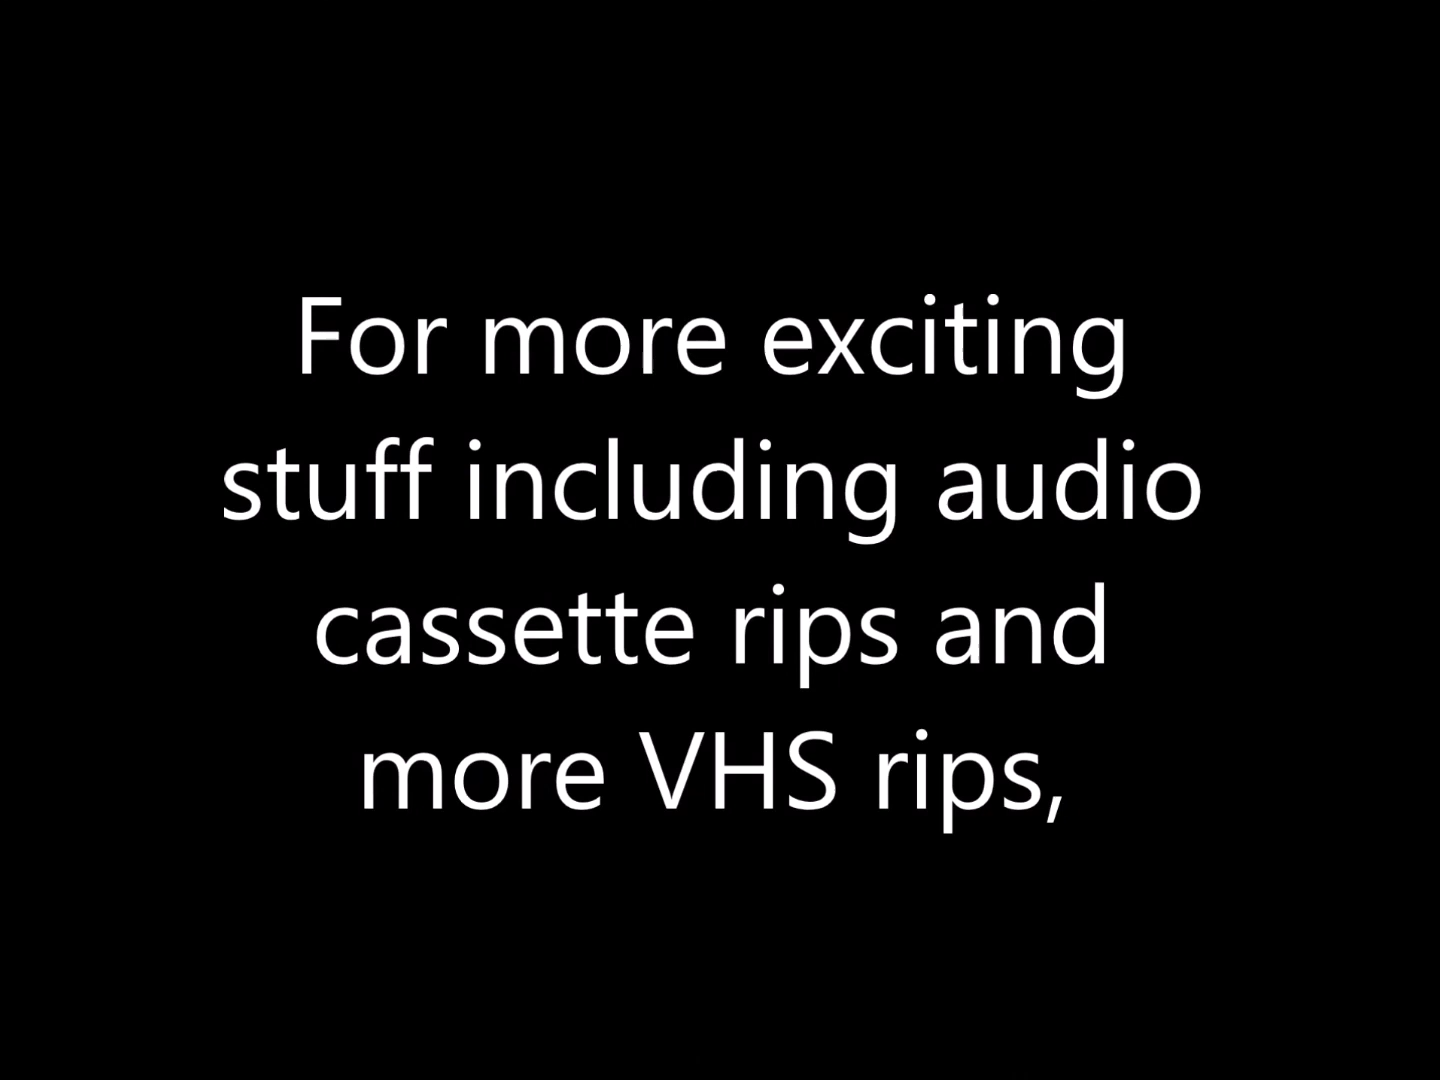 For more exciting
stuff including audio
cassette rips and
more VHS rips,